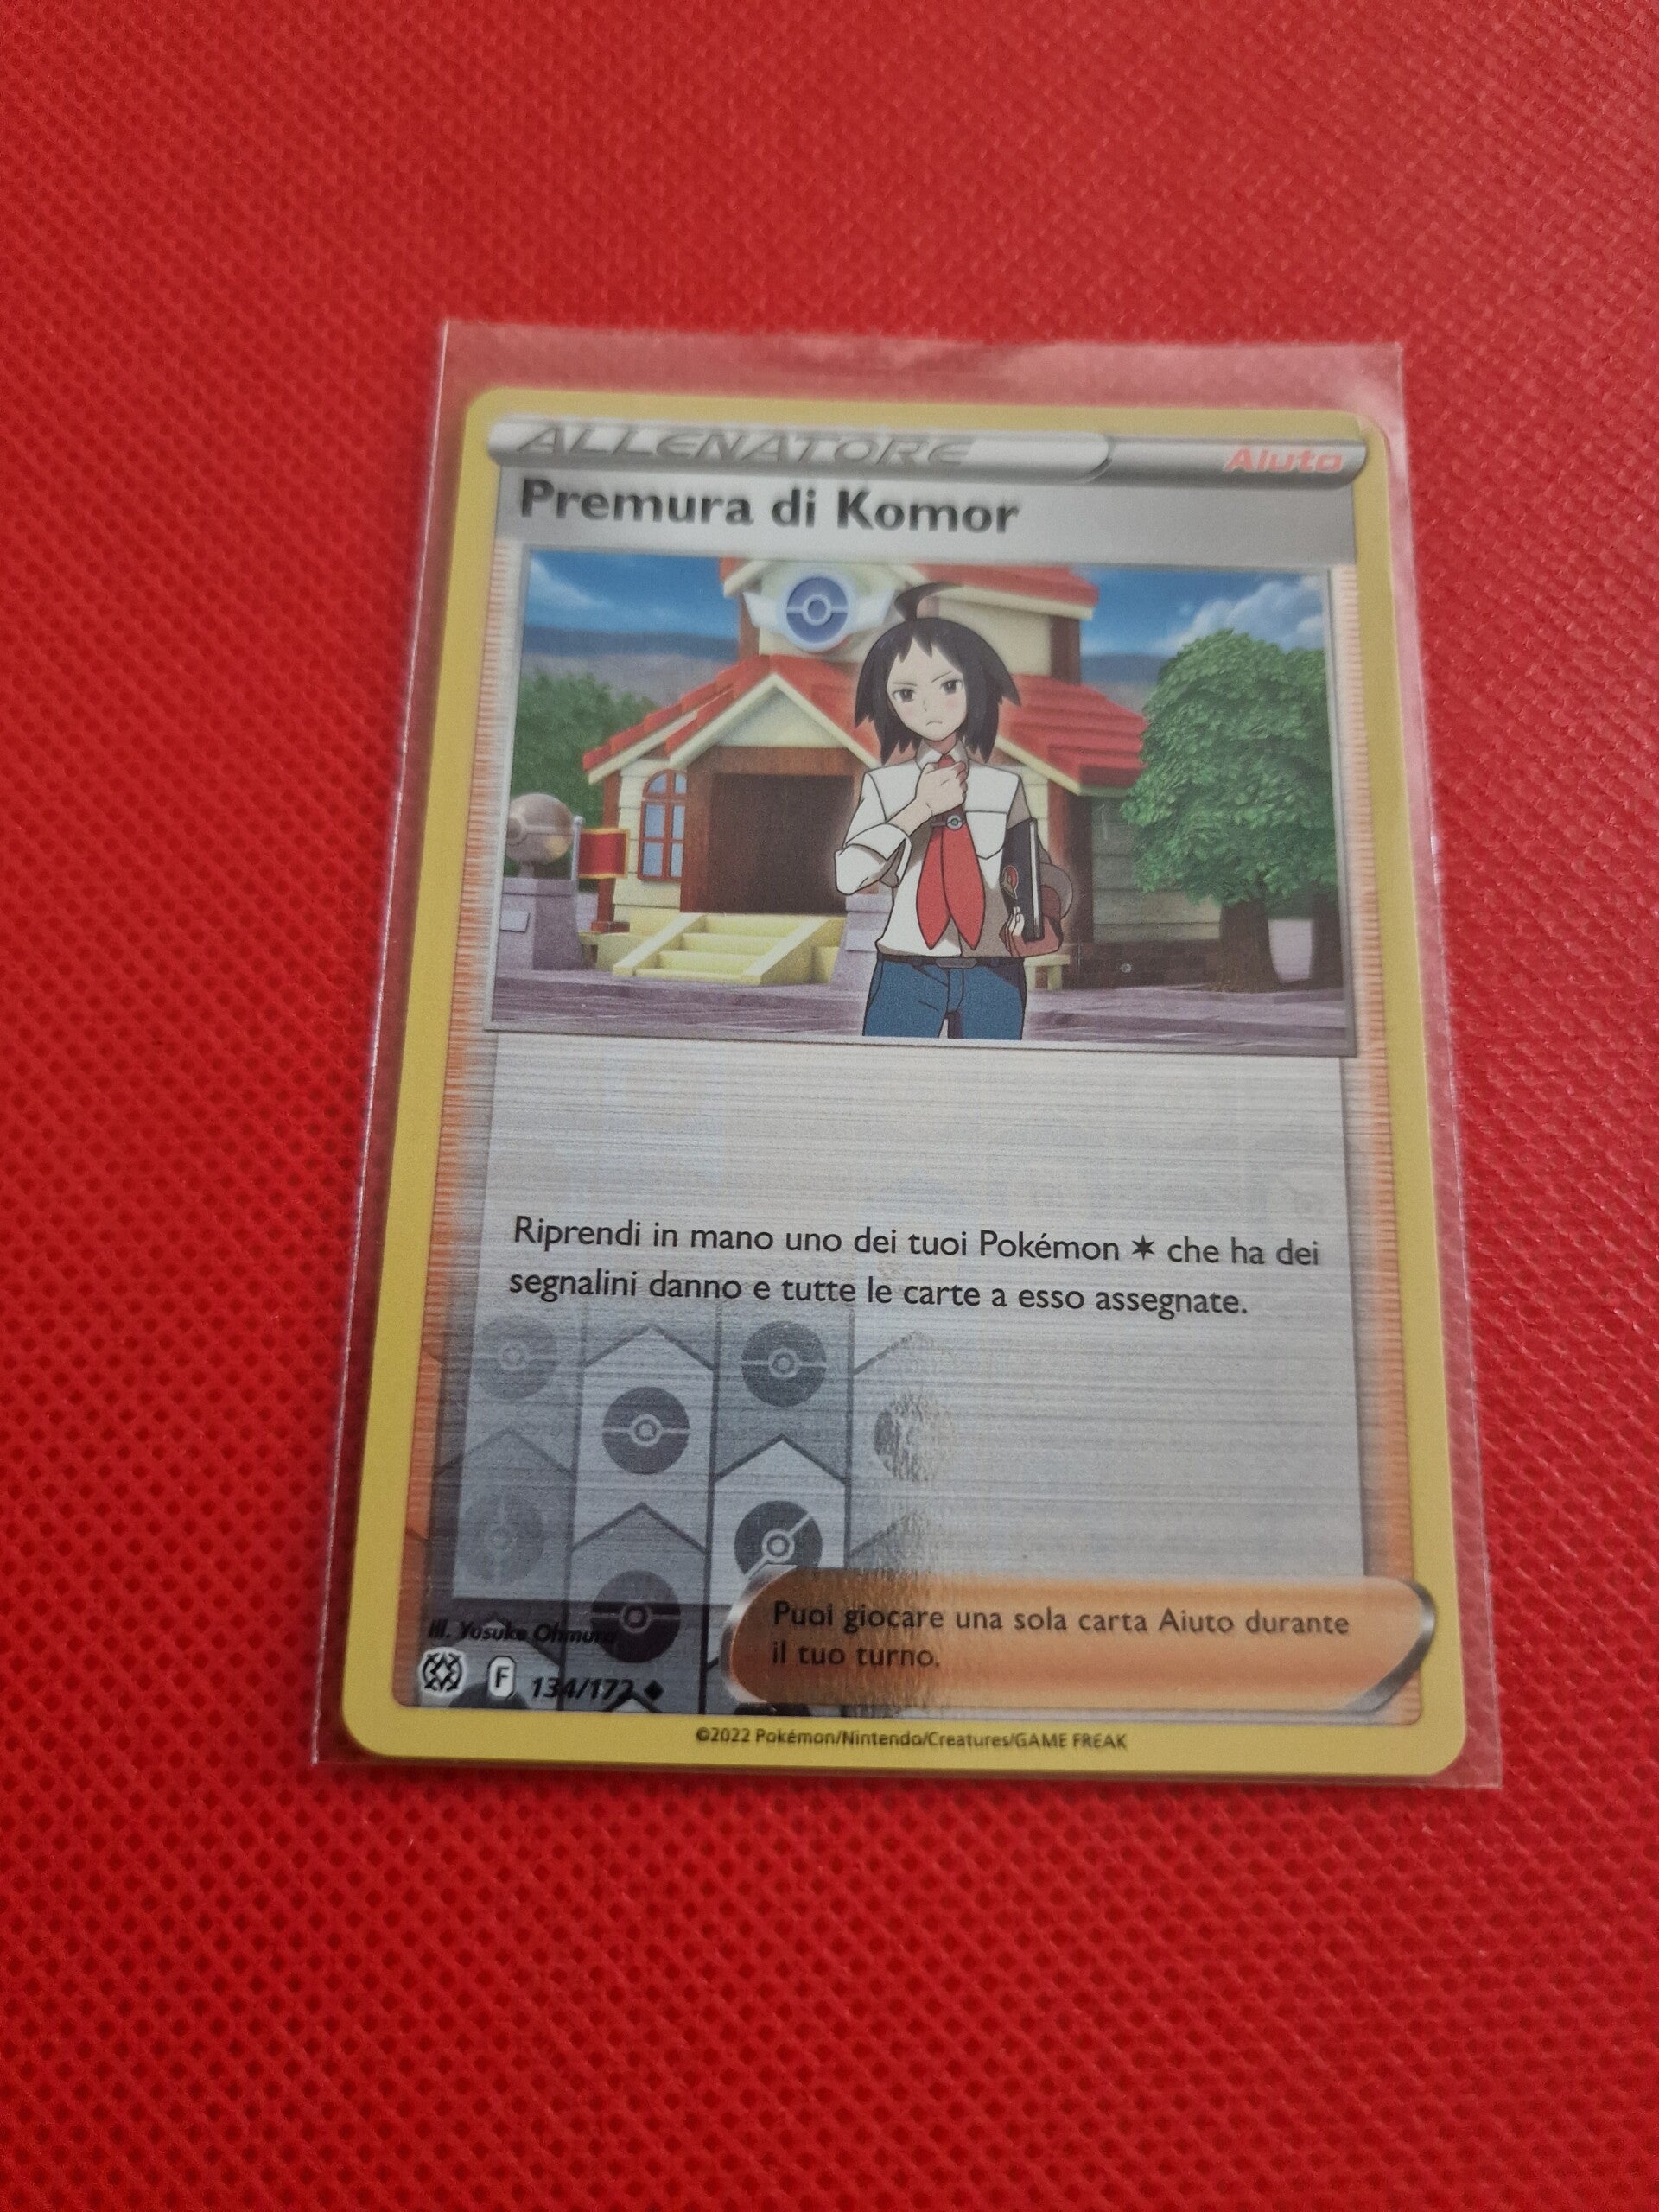 ALLENATORE Aiuto
Premura di Komor
Riprendi in mano uno dei tuoi Pokémon ✶ che ha dei
segnalini danno e tutte le carte a esso assegnate.
Puoi giocare una sola carta Aiuto durante
il tuo turno.
Ill. Yusuke Ohmura
F 134/172 ◆
©2022 Pokémon/Nintendo/Creatures/GAME FREAK